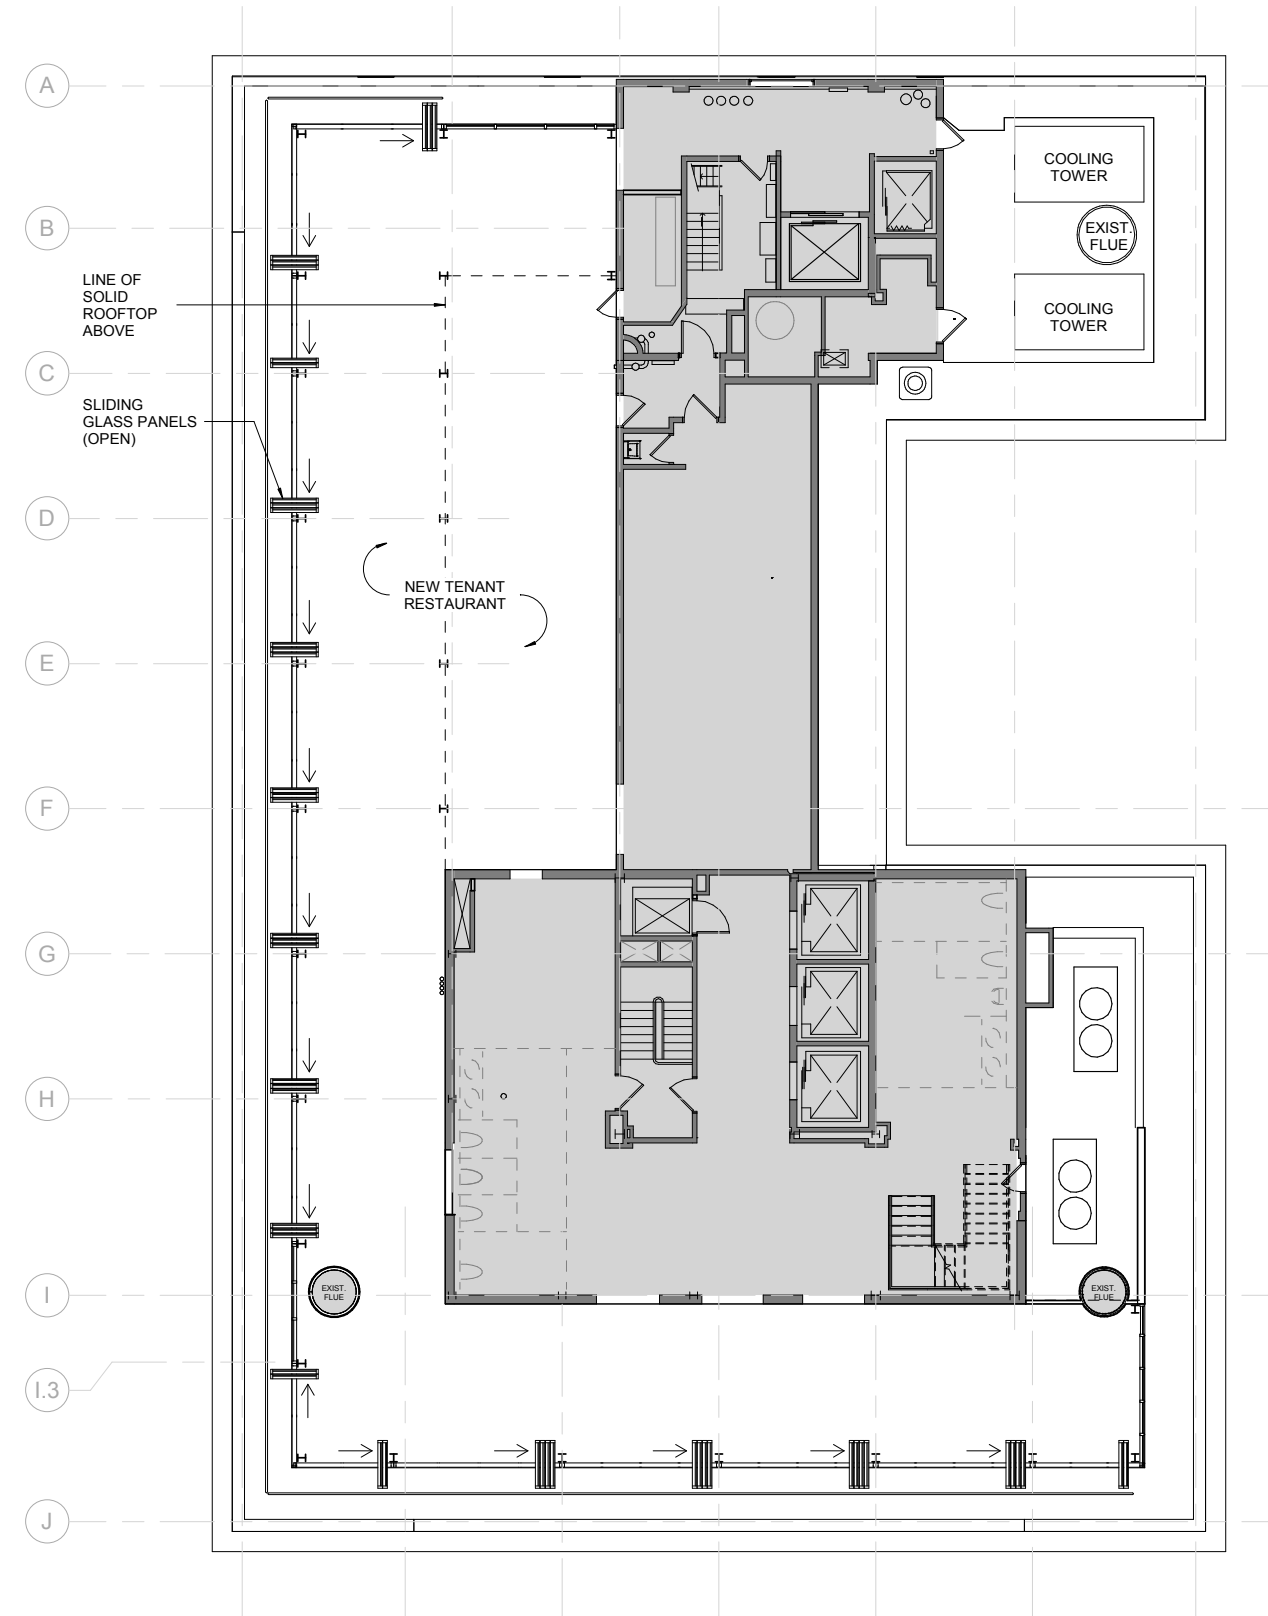 A
COOLING
TOWER
B
EXIST.
FLUE
LINE OF
SOLID
ROOFTOP
ABOVE
COOLING
TOWER
C
SLIDING
GLASS PANELS
(OPEN)
D
NEW TENANT
RESTAURANT
E
F
G
H
I
EXIST.
FLUE
EXIST.
FLUE
I.3
J